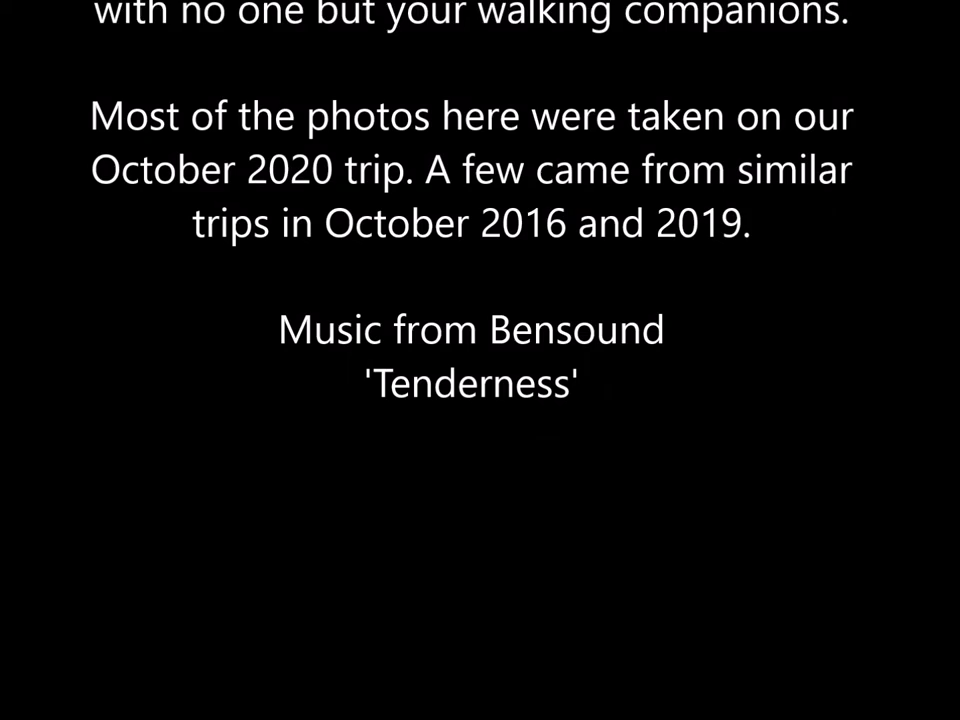 with no one but your walking companions.
Most of the photos here were taken on our
October 2020 trip. A few came from similar
trips in October 2016 and 2019.
Music from Bensound
'Tenderness'